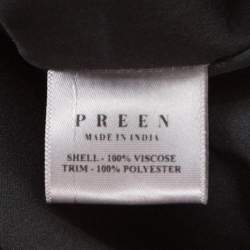 PREEN
MADE IN INDIA
SHELL - 100% VISCOSE
TRIM - 100% POLYESTER